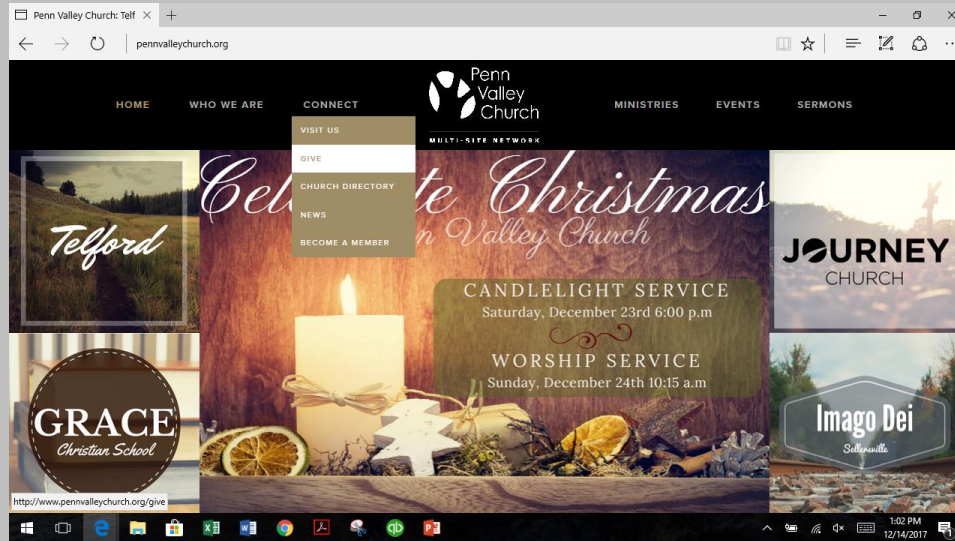 Penn Valley Church: Telf
pennvalleychurch.org
HOME
WHO WE ARE
CONNECT
Penn
Valley
Church
MULTI-SITE NETWORK
MINISTRIES
EVENTS
SERMONS
VISIT US
GIVE
CHURCH DIRECTORY
NEWS
BECOME A MEMBER
Telford
Cel te Christmas
n Valley Church
CANDLELIGHT SERVICE
Saturday, December 23rd 6:00 p.m
WORSHIP SERVICE
Sunday, December 24th 10:15 a.m
JOURNEY
CHURCH
GRACE
Christian School
Imago Dei
Sellersville
http://www.pennvalleychurch.org/give
1:02 PM
12/14/2017